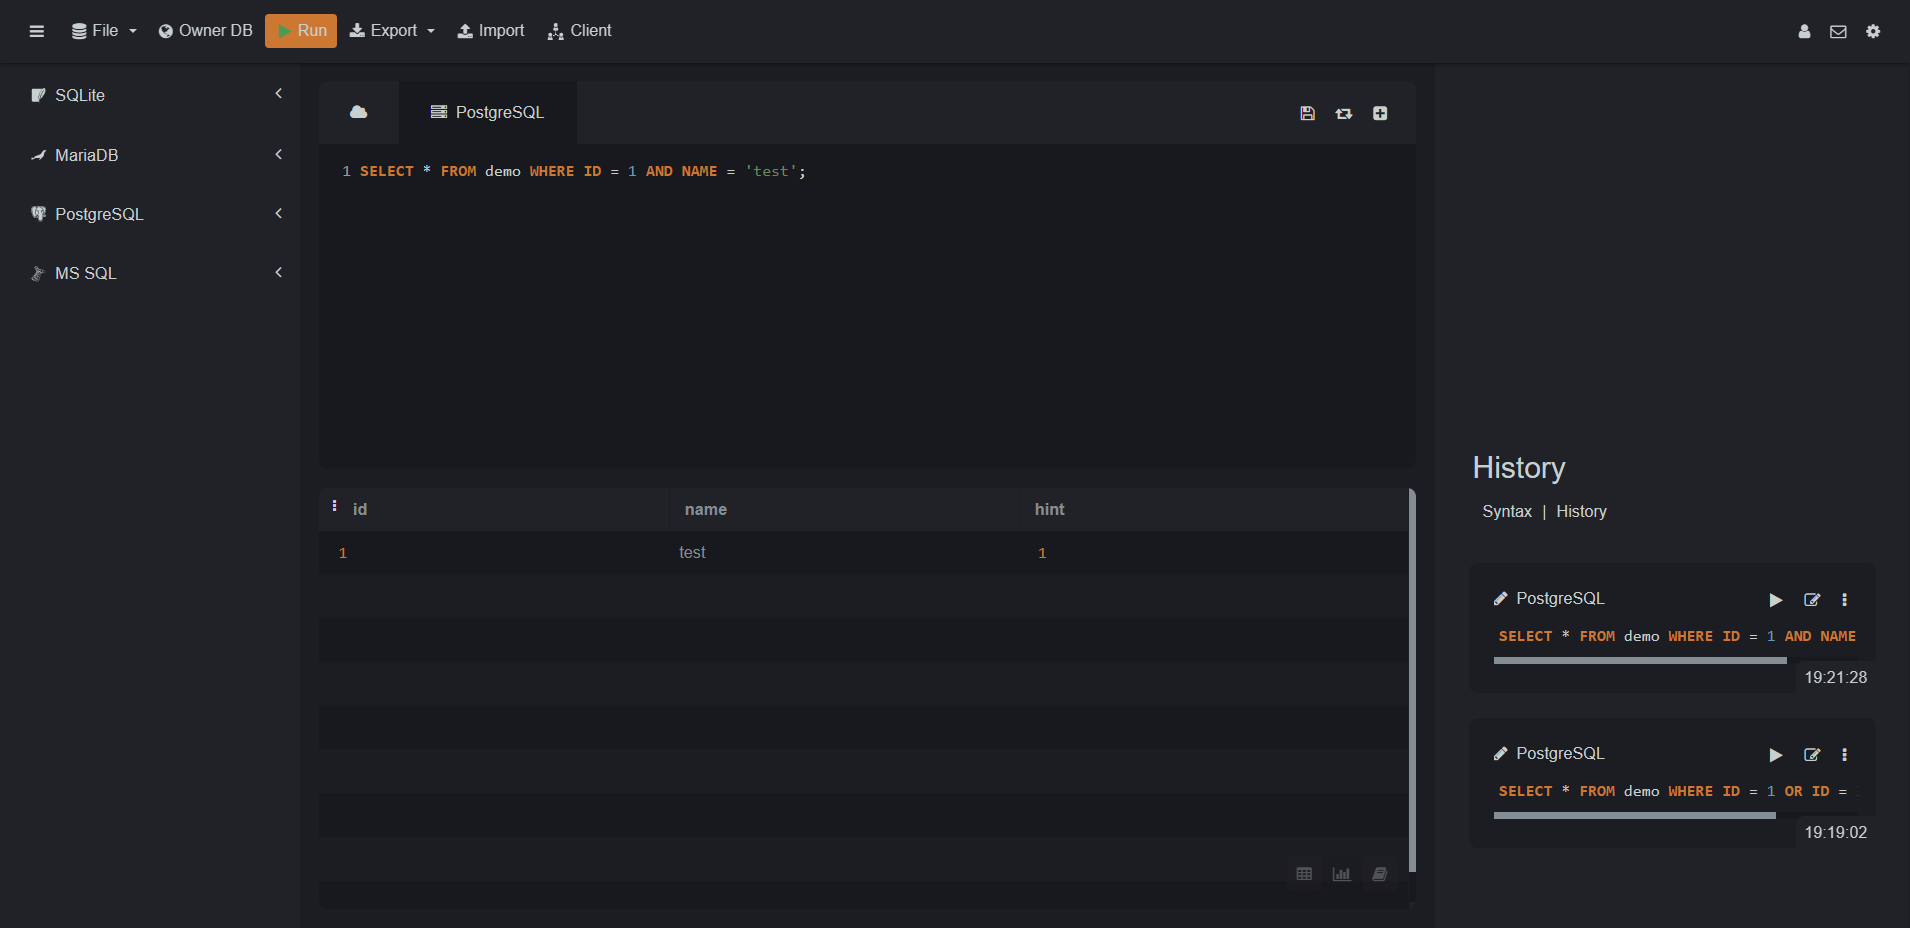 File Owner DB Run Export Import Client
SQLite
MariaDB
PostgreSQL
MS SQL
PostgreSQL
1 SELECT * FROM demo WHERE ID = 1 AND NAME = 'test';
id name hint
1 test 1
History
Syntax | History
PostgreSQL
SELECT * FROM demo WHERE ID = 1 AND NAME
19:21:28
PostgreSQL
SELECT * FROM demo WHERE ID = 1 OR ID =
19:19:02